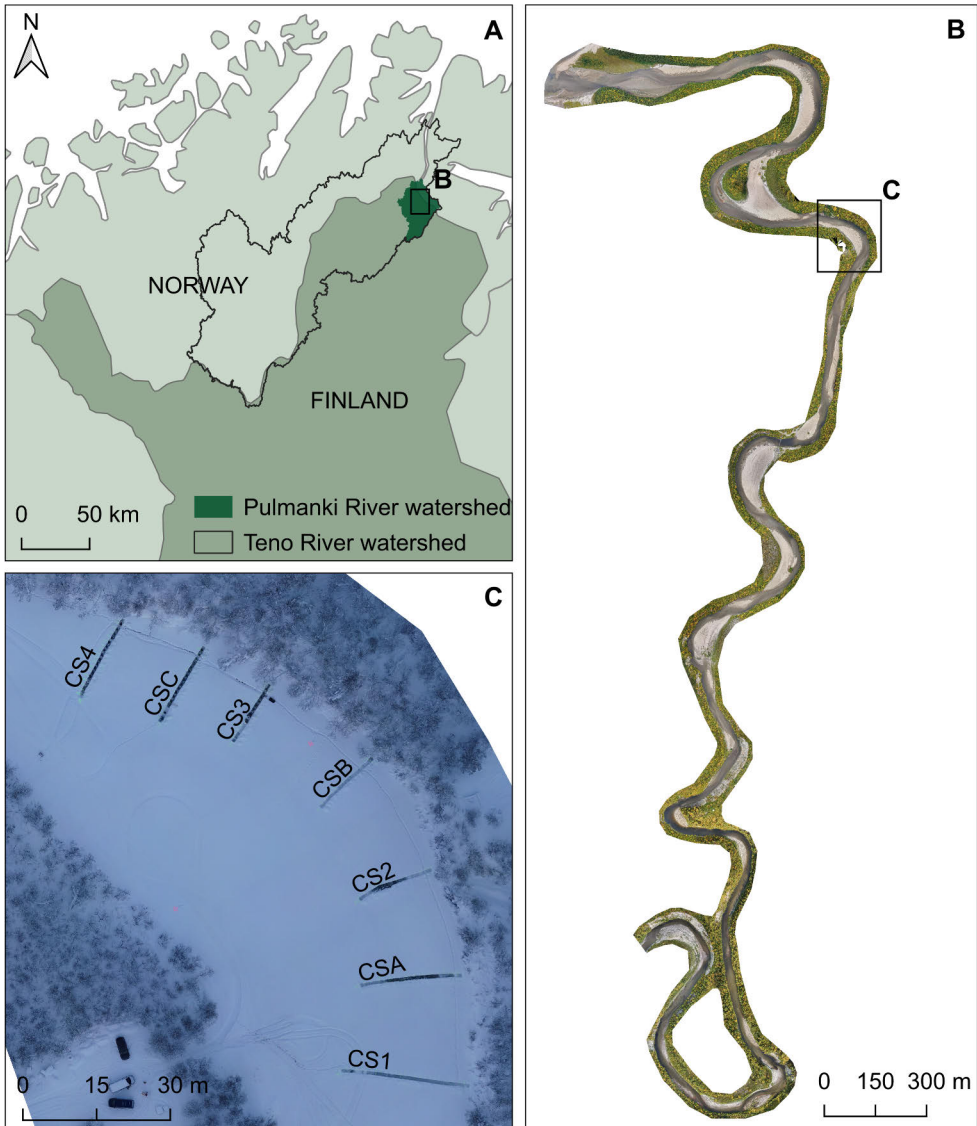 N
A
B
NORWAY
FINLAND
0 50 km
Pulmanki River watershed
Teno River watershed
B
C
0 150 300 m
C
CS4
CSC
CS3
CSB
CS2
CSA
CS1
0 15 30 m